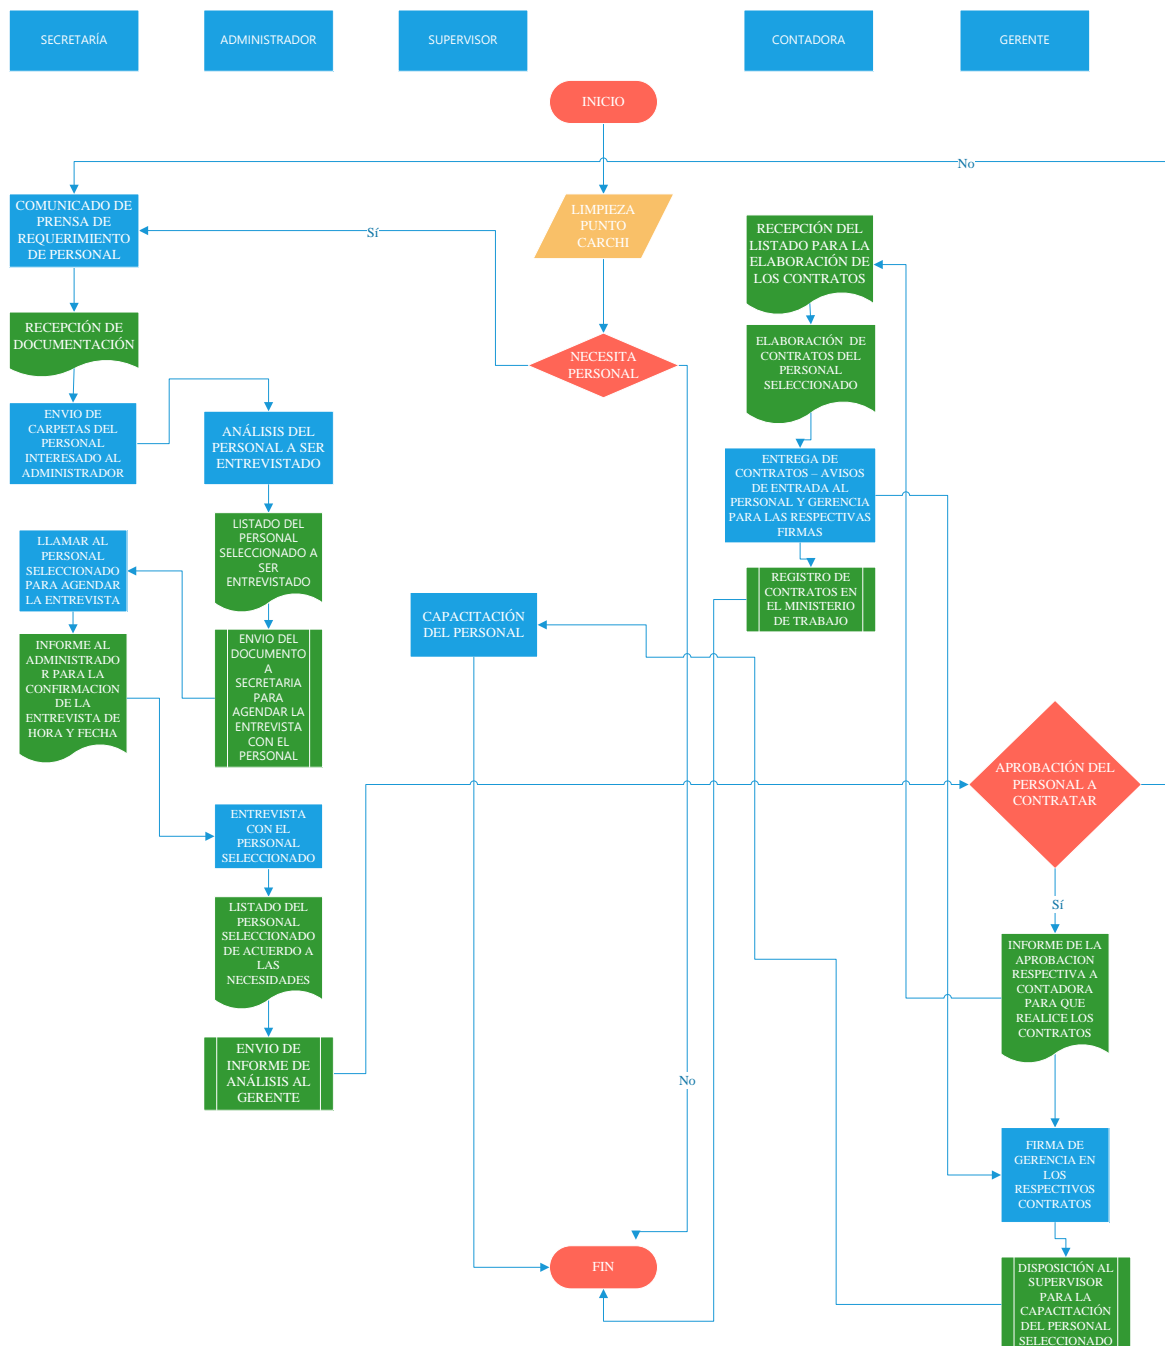 SECRETARÍA
ADMINISTRADOR
SUPERVISOR
CONTADORA
GERENTE
INICIO
No
COMUNICADO DE
PRENSA DE
REQUERIMIENTO
DE PERSONAL
Sí
LIMPIEZA
PUNTO
CARCHI
RECEPCIÓN DEL
LISTADO PARA LA
ELABORACIÓN DE
LOS CONTRATOS
RECEPCIÓN DE
DOCUMENTACIÓN
NECESITA
PERSONAL
ELABORACIÓN DE
CONTRATOS DEL
PERSONAL
SELECCIONADO
ENVIO DE
CARPETAS DEL
PERSONAL
INTERESADO AL
ADMINISTRADOR
ANÁLISIS DEL
PERSONAL A SER
ENTREVISTADO
ENTREGA DE
CONTRATOS – AVISOS
DE ENTRADA AL
PERSONAL Y GERENCIA
PARA LAS RESPECTIVAS
FIRMAS
LISTADO DEL
PERSONAL
SELECCIONADO A
SER
ENTREVISTADO
LLAMAR AL
PERSONAL
SELECCIONADO
PARA AGENDAR
LA ENTREVISTA
REGISTRO DE
CONTRATOS EN
EL MINISTERIO
DE TRABAJO
CAPACITACIÓN
DEL PERSONAL
INFORME AL
ADMINISTRADO
R PARA LA
CONFIRMACION
DE LA
ENTREVISTA DE
HORA Y FECHA
ENVIO DEL
DOCUMENTO
A
SECRETARIA
PARA
AGENDAR LA
ENTREVISTA
CON EL
PERSONAL
APROBACIÓN DEL
PERSONAL A
CONTRATAR
ENTREVISTA
CON EL
PERSONAL
SELECCIONADO
Sí
LISTADO DEL
PERSONAL
SELECCIONADO
DE ACUERDO A
LAS
NECESIDADES
INFORME DE LA
APROBACION
RESPECTIVA A
CONTADORA
PARA QUE
REALICE LOS
CONTRATOS
ENVIO DE
INFORME DE
ANÁLISIS AL
GERENTE
No
FIRMA DE
GERENCIA EN
LOS
RESPECTIVOS
CONTRATOS
FIN
DISPOSICIÓN AL
SUPERVISOR
PARA LA
CAPACITACIÓN
DEL PERSONAL
SELECCIONADO